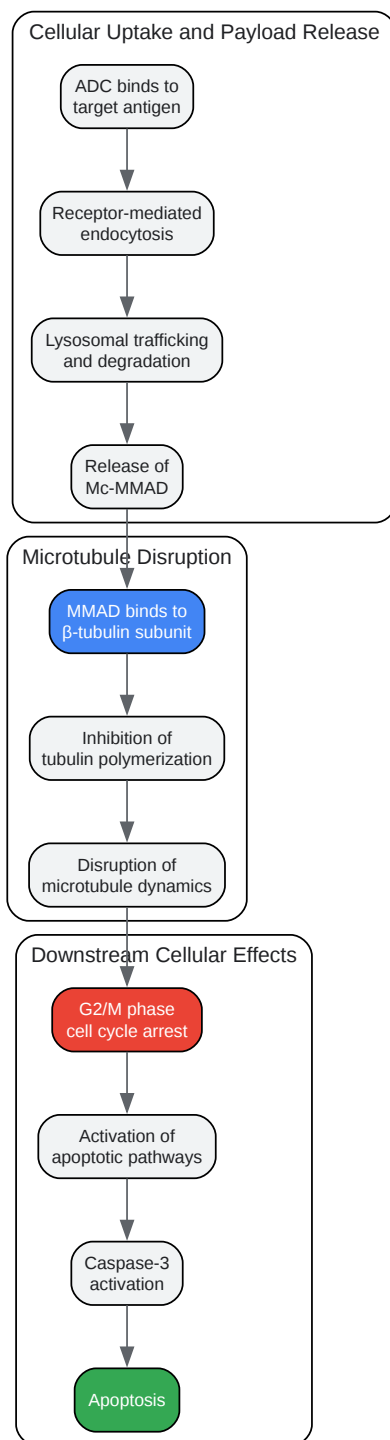 Cellular Uptake and Payload Release
ADC binds to
target antigen
Receptor-mediated
endocytosis
Lysosomal trafficking
and degradation
Release of
Mc-MMAD
Microtubule Disruption
MMAD binds to
β-tubulin subunit
Inhibition of
tubulin polymerization
Disruption of
microtubule dynamics
Downstream Cellular Effects
G2/M phase
cell cycle arrest
Activation of
apoptotic pathways
Caspase-3
activation
Apoptosis